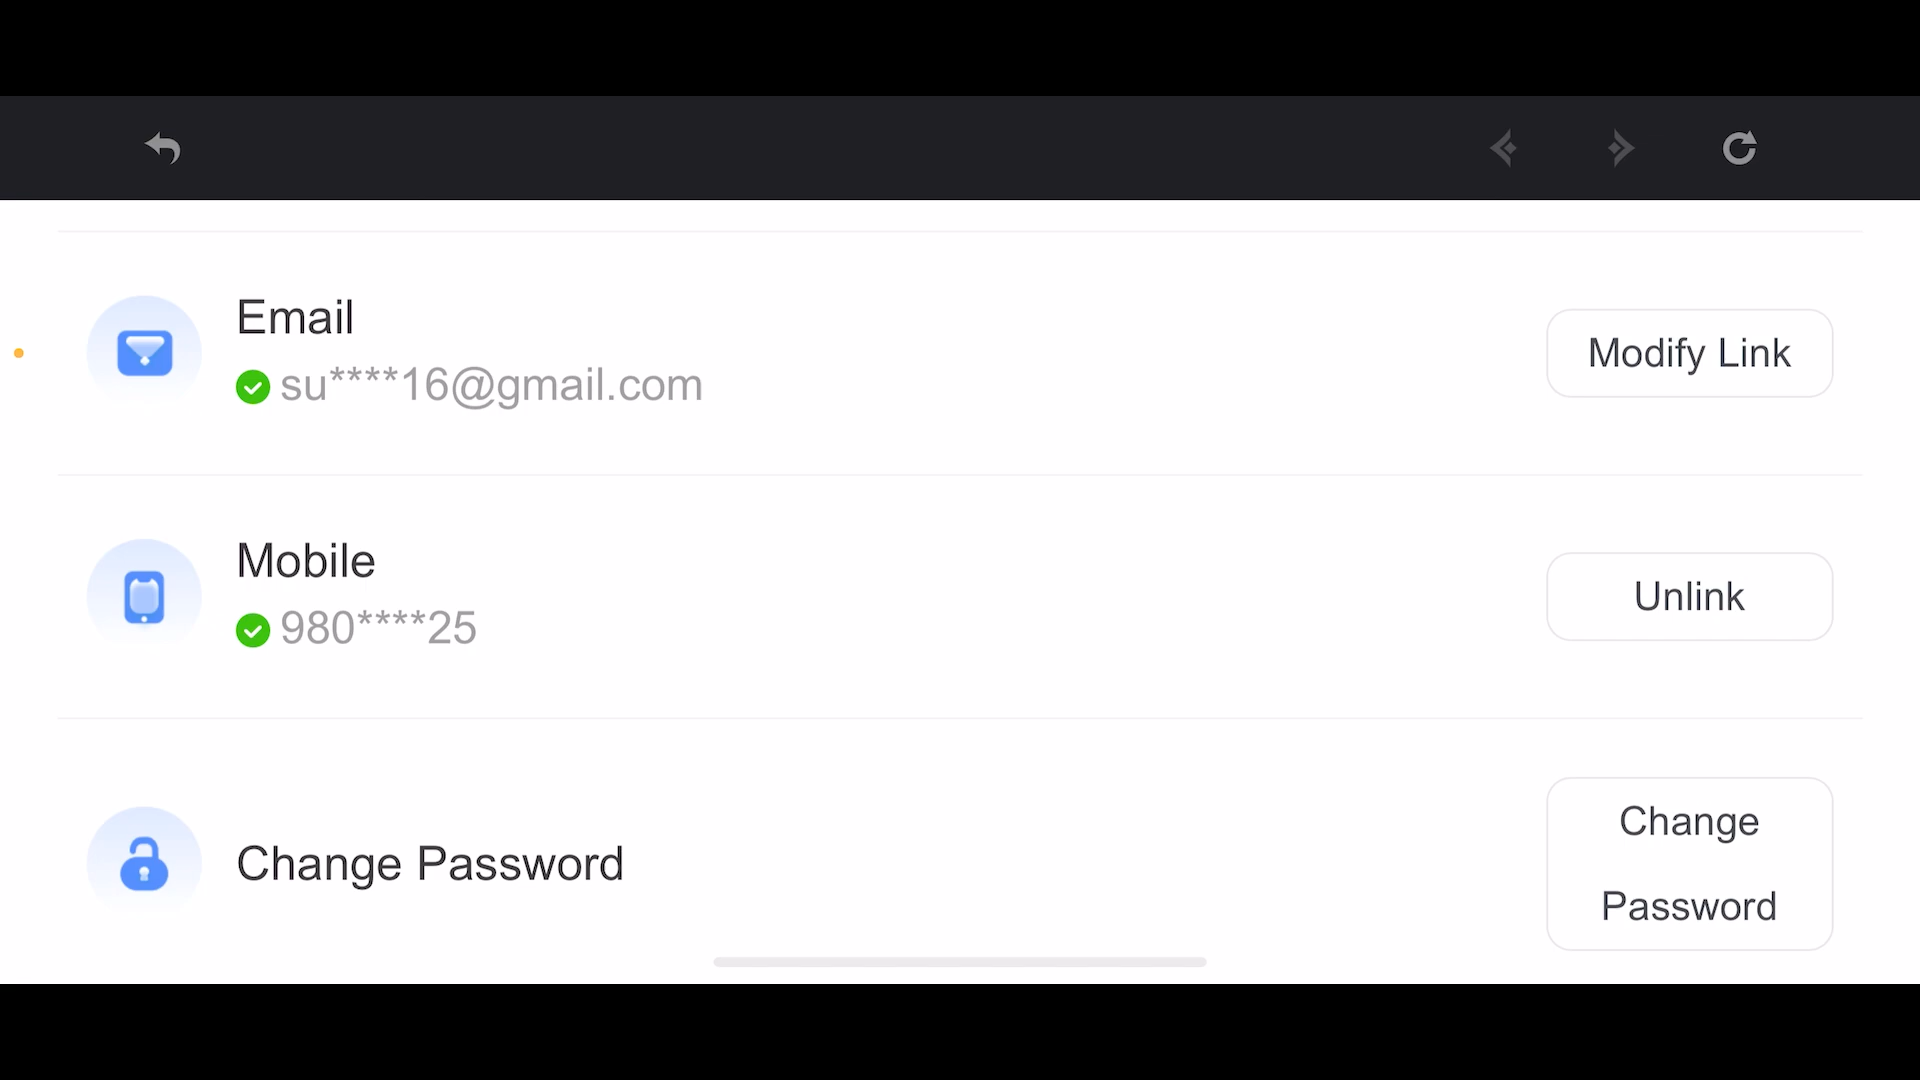 Email
su****16@gmail.com
Modify Link
Mobile
980****25
Unlink
Change Password
Change
Password